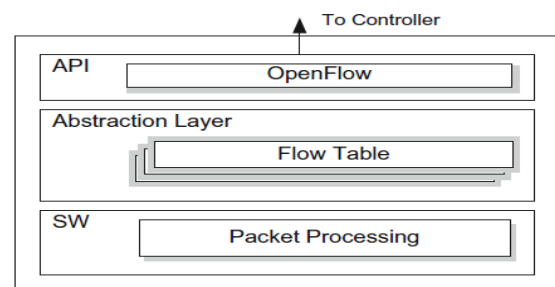 To Controller
API
OpenFlow
Abstraction Layer
Flow Table
SW
Packet Processing